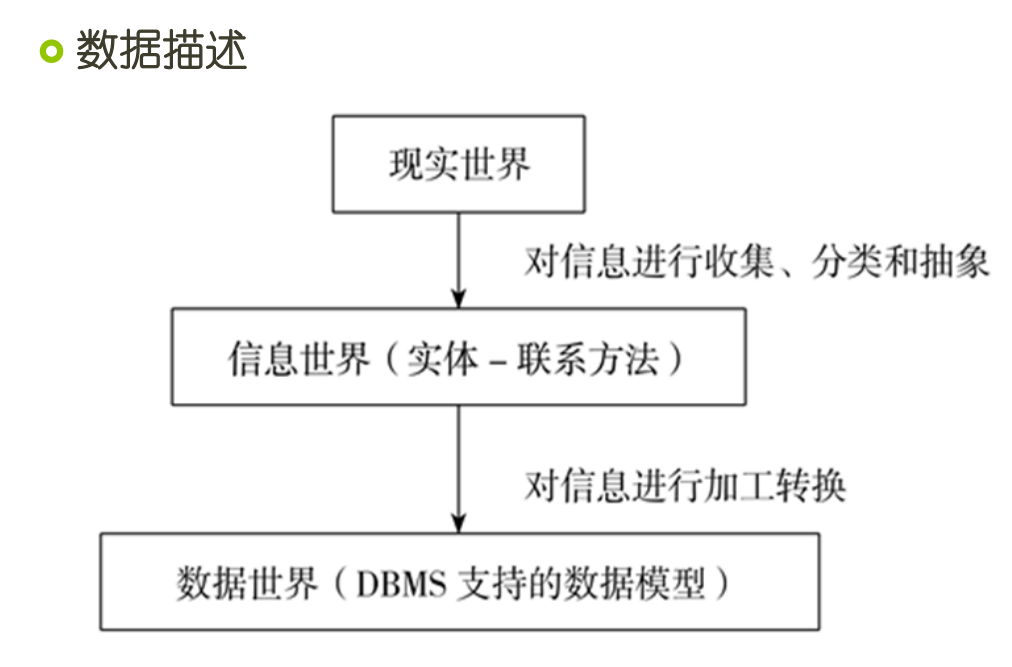 数据描述
现实世界
对信息进行收集、分类和抽象
信息世界（实体－联系方法）
对信息进行加工转换
数据世界（DBMS 支持的数据模型）